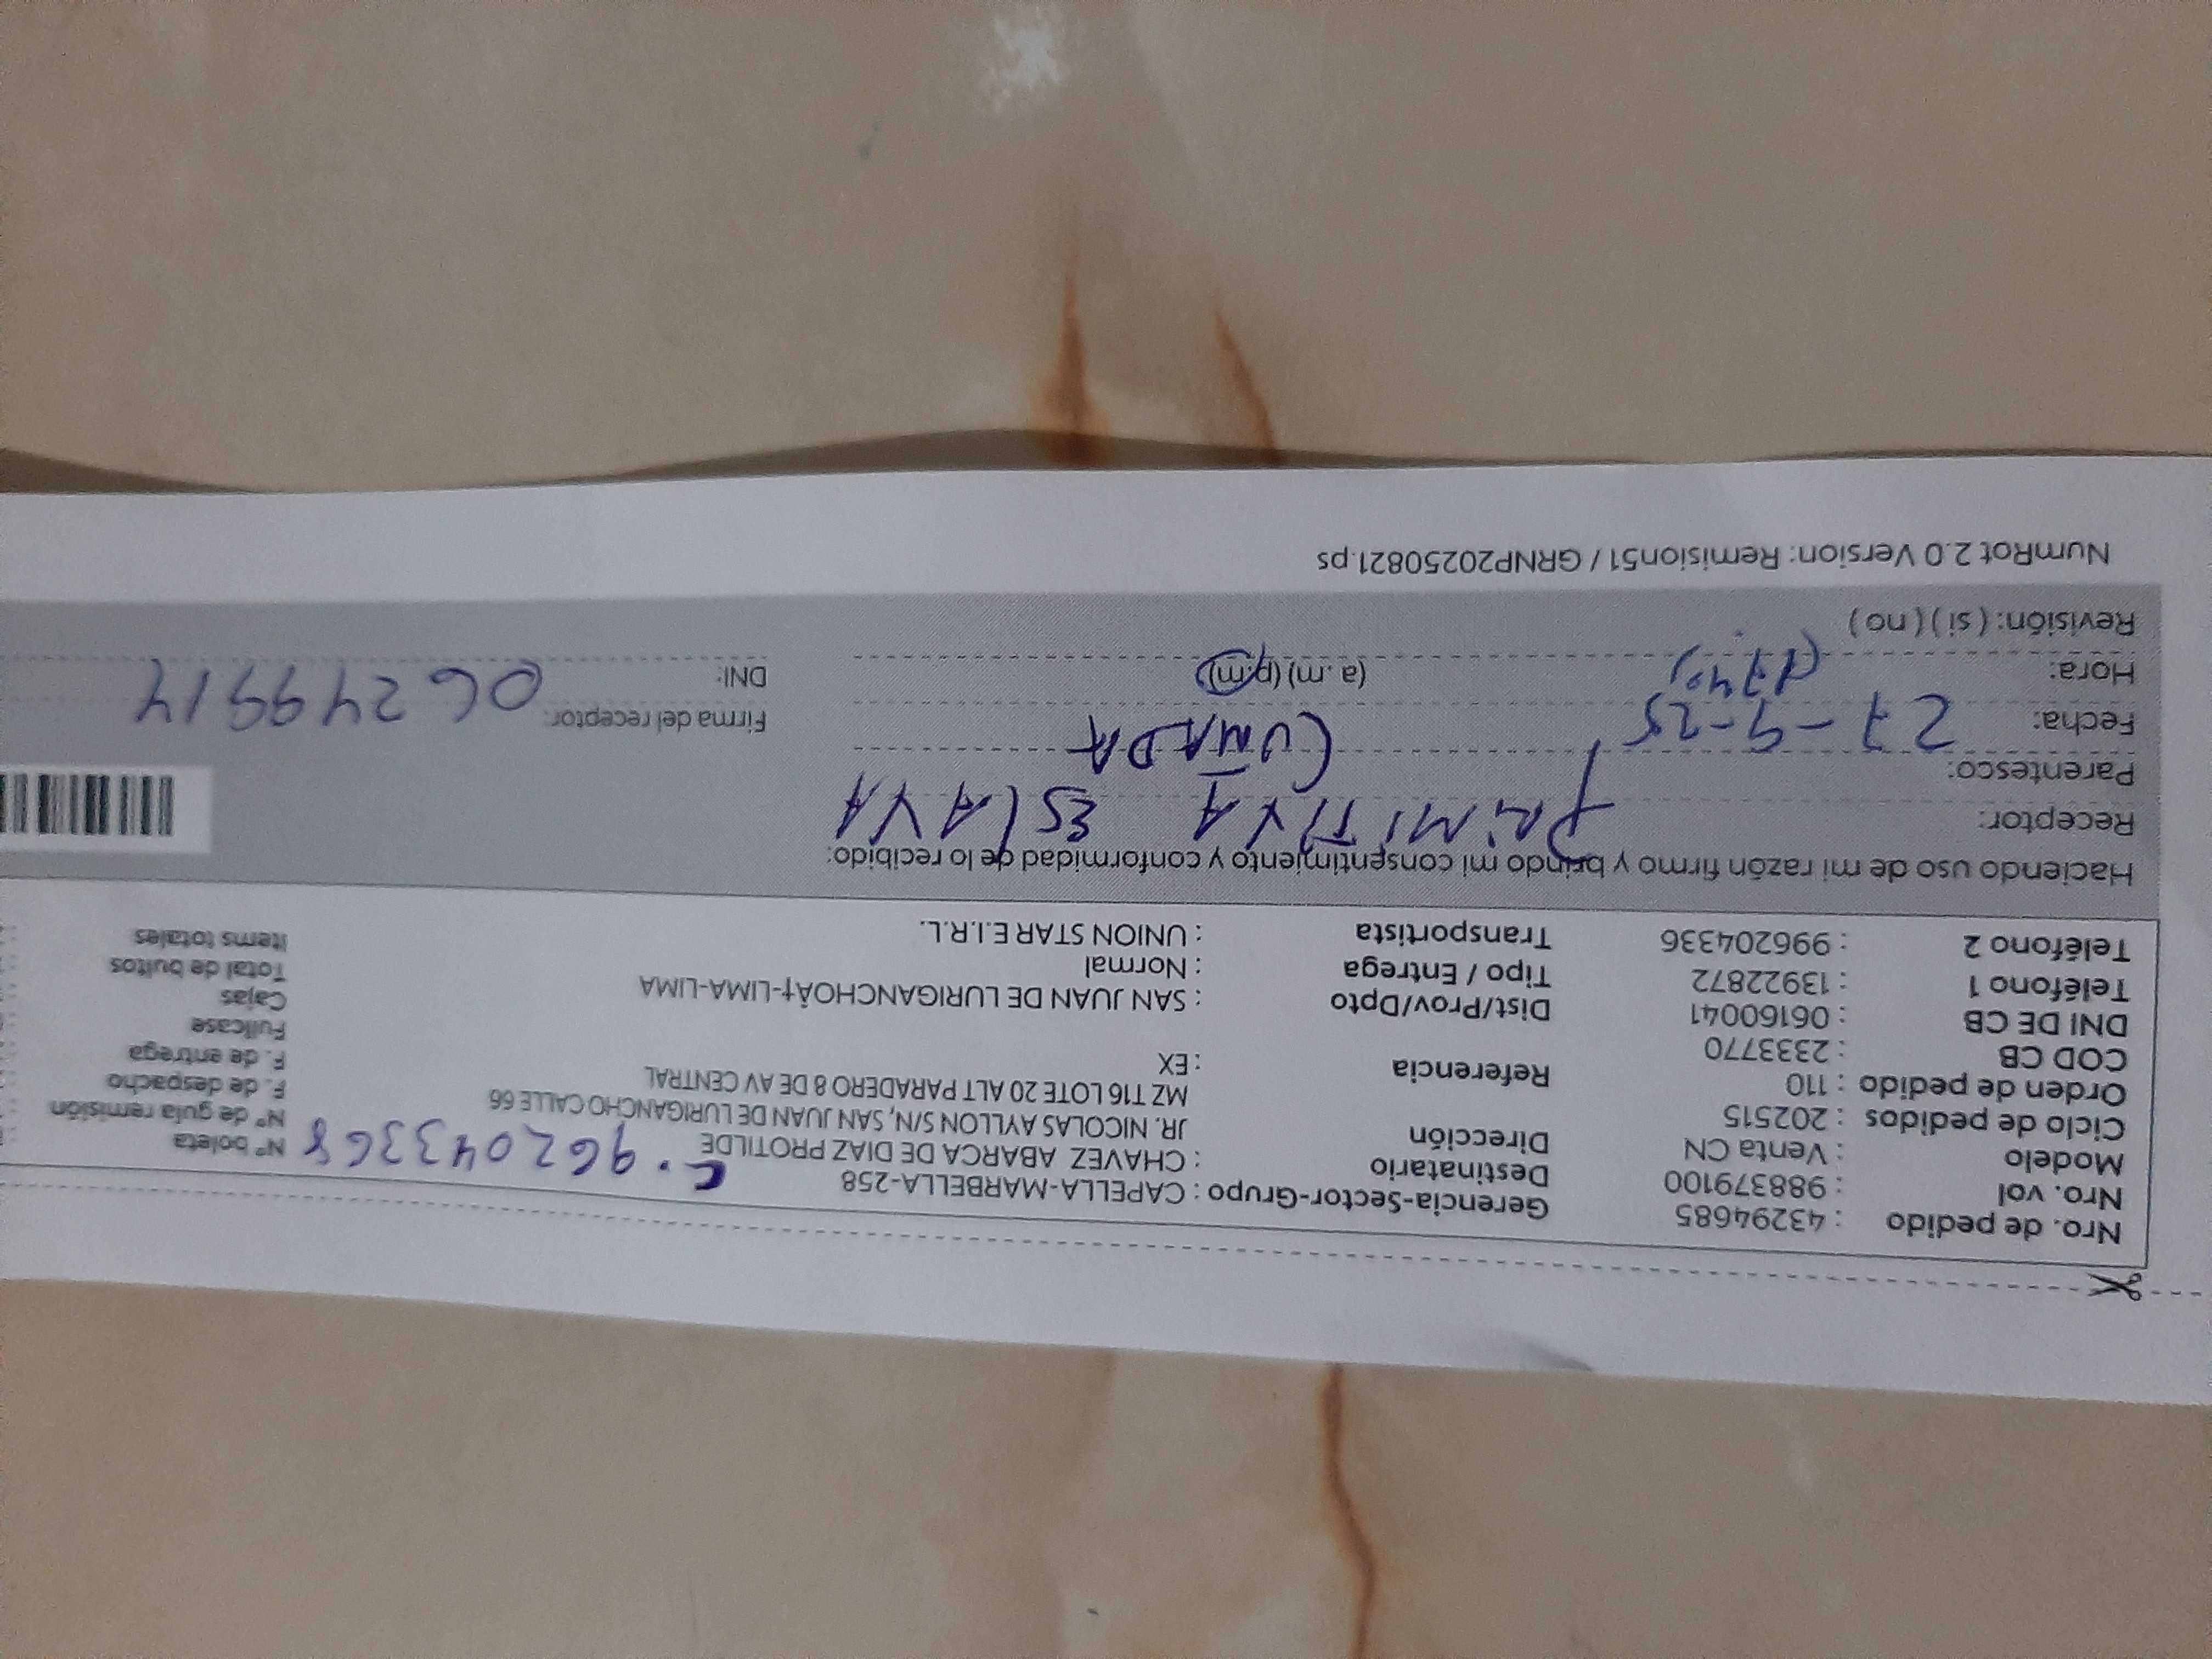 Nro. de pedido : 43294685 Gerencia-Sector-Grupo : CAPELLA-MARBELLA-258
Nro. vol : 988379100 Destinatario : CHAVEZ ABARCA DE DIAZ PROTILDE C. 962043368 N° boleta
Modelo : Venta CN Dirección JR. NICOLAS AYLLON S/N, SAN JUAN DE LURIGANCHO CALLE 66 N° de guía remisión
Ciclo de pedidos : 202515 MZ T16 LOTE 20 ALT PARADERO 8 DE AV CENTRAL F. de despacho
Orden de pedido : 110 Referencia : EX F. de entrega
COD CB : 2333770 Fullcase
DNI DE CB : 06160041 Dist/Prov/Dpto : SAN JUAN DE LURIGANCHOÂ†-LIMA-LIMA Cajas
Teléfono 1 : 13922872 Tipo / Entrega : Normal Total de bultos
Teléfono 2 : 996204336 Transportista : UNION STAR E.I.R.L. Items totales
Haciendo uso de mi razón firmo y brindo mi consentimiento y conformidad de lo recibido:
Receptor: PRiMITIVA ESLAVA
Parentesco: CUÑADA
Fecha: 27-9-25 Firma del receptor:
Hora: (a .m) (p.m) DNI: 06249914
Revisión: ( si ) ( no )
NumRot 2.0 Version: Remision51 / GRNP20250821.ps